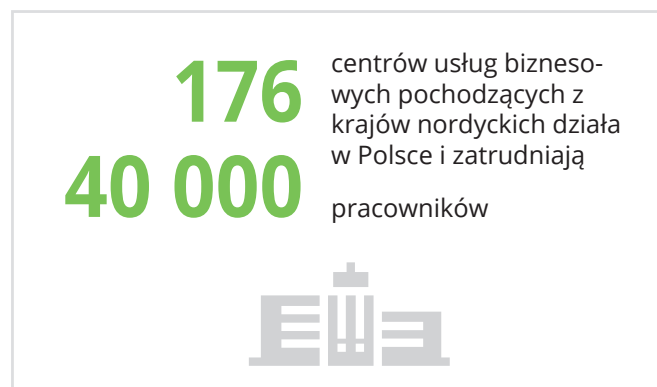 176
centrów usług bizneso-
wych pochodzących z
krajów nordyckich działa
w Polsce i zatrudniają
40 000
pracowników